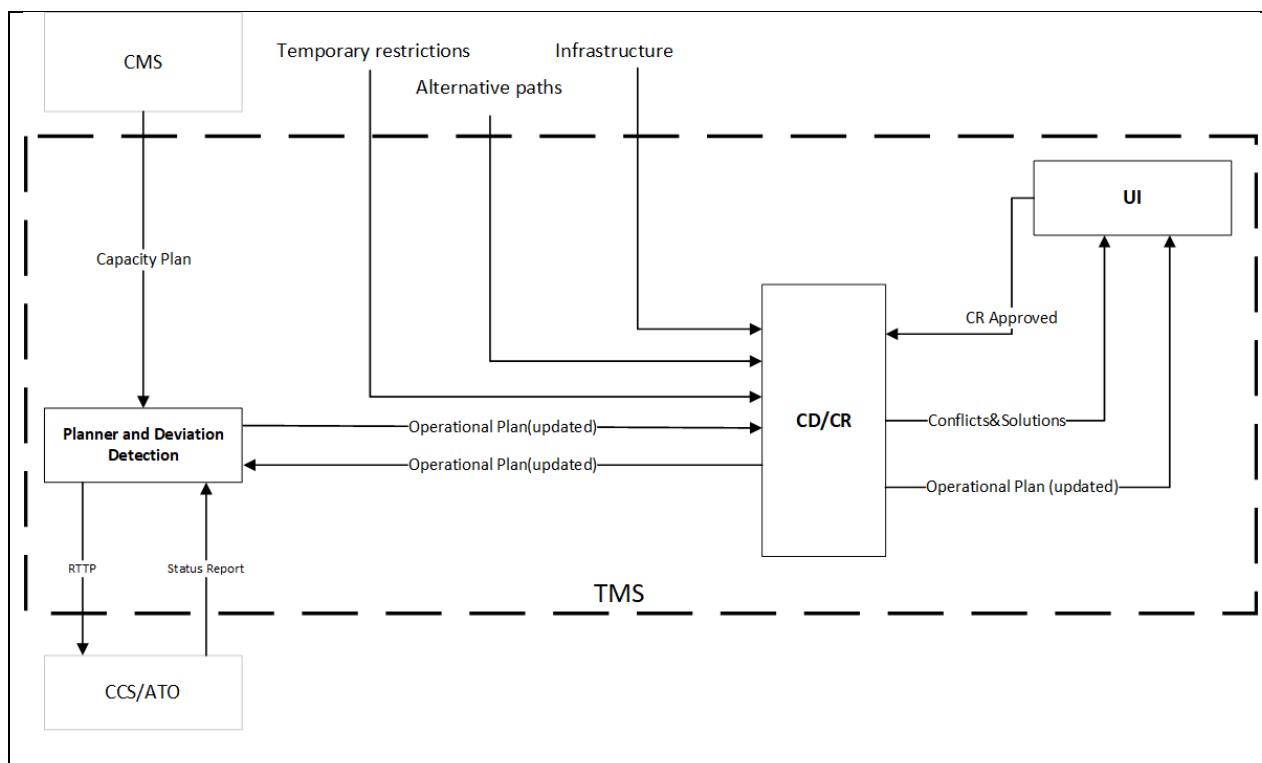 CMS
Temporary restrictions
Infrastructure
Alternative paths
UI
Capacity Plan
CR Approved
Planner and Deviation
Detection
Operational Plan(updated)
CD/CR
Conflicts&Solutions
Operational Plan(updated)
Operational Plan (updated)
RTTP
Status Report
TMS
CCS/ATO